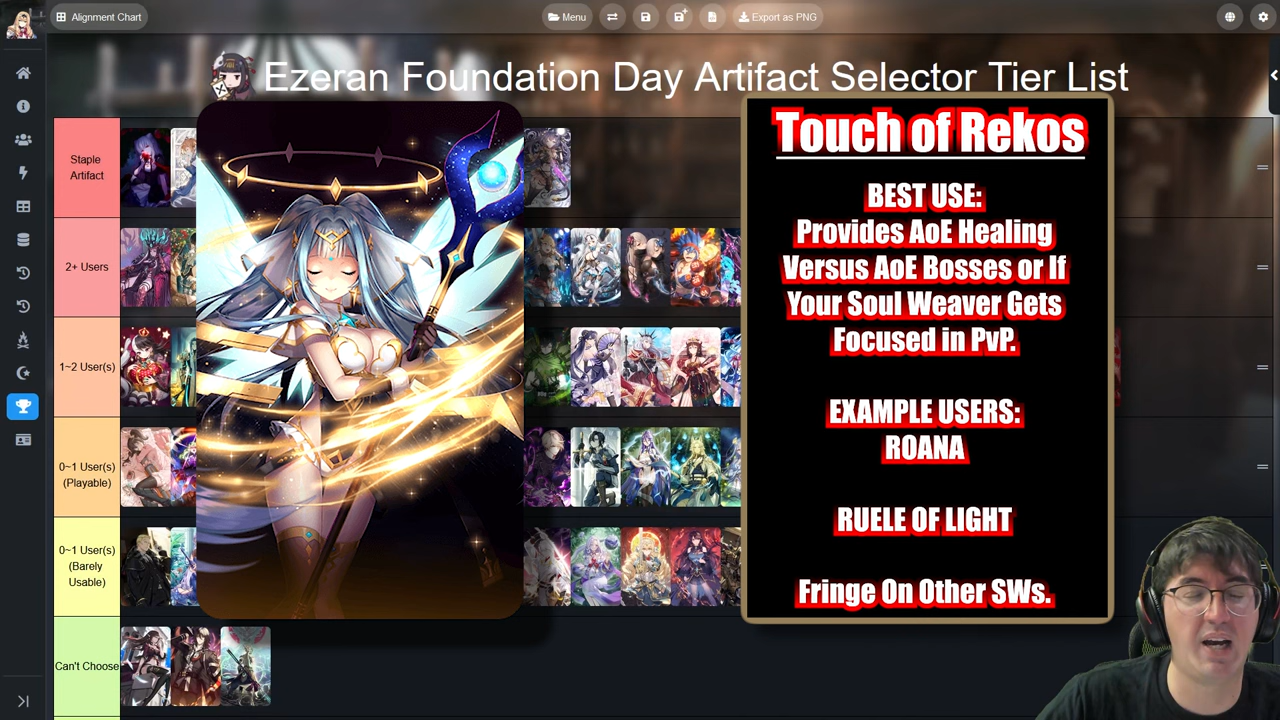 Alignment Chart
Menu
Export as PNG
Ezeran Foundation Day Artifact Selector Tier List
Staple
Artifact
2+ Users
1~2 User(s)
0~1 User(s)
(Playable)
0~1 User(s)
(Barely
Usable)
Can't Choose
Touch of Rekos
BEST USE:
Provides AoE Healing
Versus AoE Bosses or If
Your Soul Weaver Gets
Focused in PvP.
EXAMPLE USERS:
ROANA
RUELE OF LIGHT
Fringe On Other SWs.